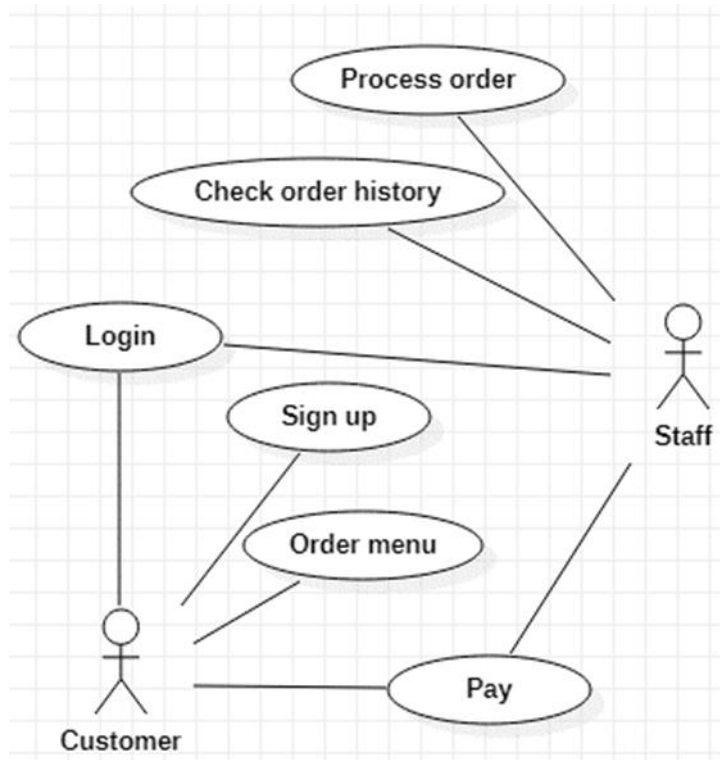 Process order
Check order history
Login
Sign up
Staff
Order menu
Pay
Customer